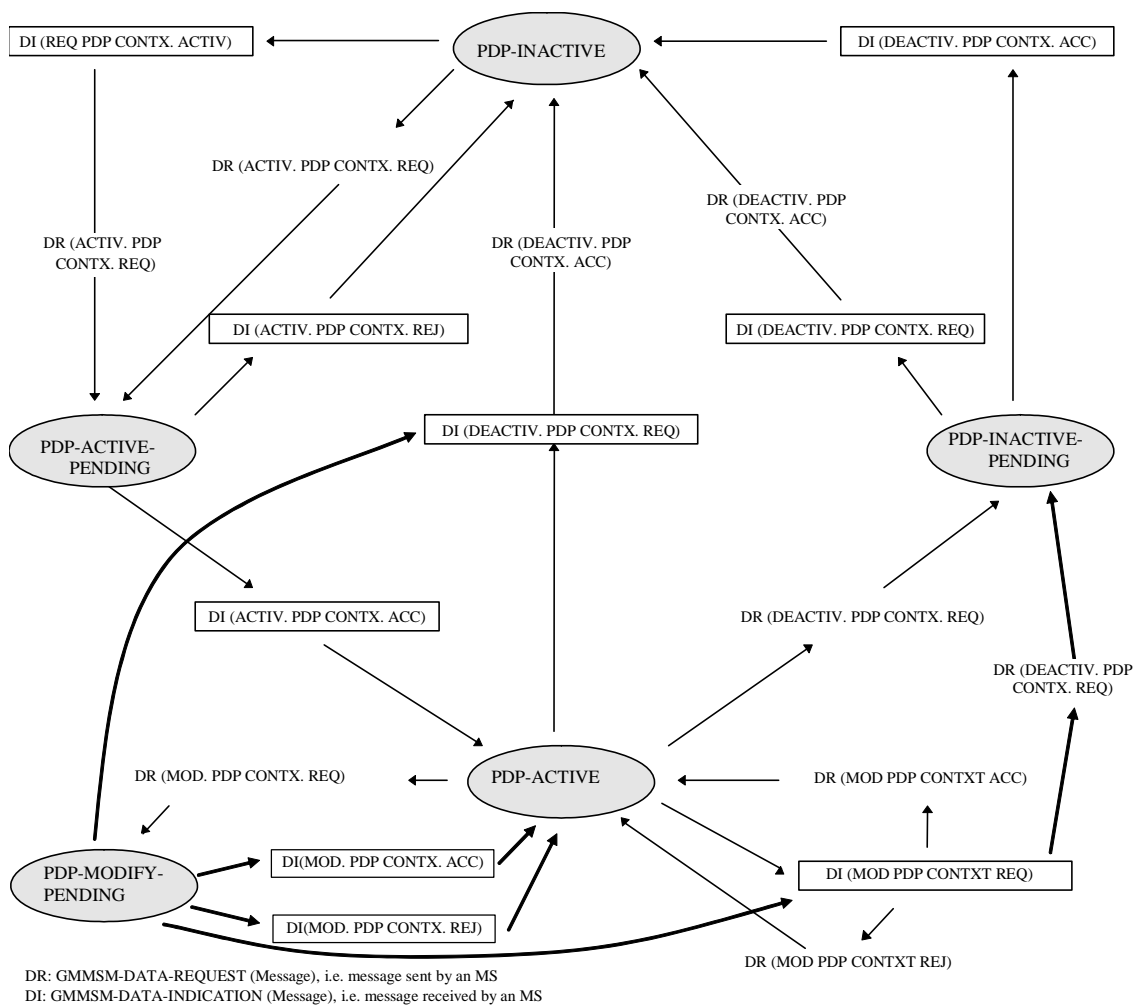 DI (REQ PDP CONTX. ACTIV)
PDP-INACTIVE
DI (DEACTIV. PDP CONTX. ACC)
DR (ACTIV. PDP CONTX. REQ)
DR (DEACTIV. PDP
CONTX. ACC)
DR (ACTIV. PDP
CONTX. REQ)
DR (DEACTIV. PDP
CONTX. ACC)
DI (ACTIV. PDP CONTX. REJ)
DI (DEACTIV. PDP CONTX. REQ)
PDP-ACTIVE-
PENDING
DI (DEACTIV. PDP CONTX. REQ)
PDP-INACTIVE-
PENDING
DI (ACTIV. PDP CONTX. ACC)
DR (DEACTIV. PDP CONTX. REQ)
DR (DEACTIV. PDP
CONTX. REQ)
DR (MOD. PDP CONTX. REQ)
PDP-ACTIVE
DR (MOD PDP CONTXT ACC)
PDP-MODIFY-
PENDING
DI(MOD. PDP CONTX. ACC)
DI (MOD PDP CONTXT REQ)
DI(MOD. PDP CONTX. REJ)
DR (MOD PDP CONTXT REJ)
DR: GMMSM-DATA-REQUEST (Message), i.e. message sent by an MS
DI: GMMSM-DATA-INDICATION (Message), i.e. message received by an MS